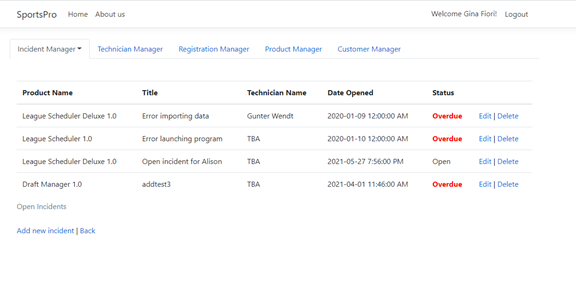 SportsPro Home About us Welcome Gina Fiori! Logout
Incident Manager Technician Manager Registration Manager Product Manager Customer Manager
Product Name Title Technician Name Date Opened Status
League Scheduler Deluxe 1.0 Error importing data Gunter Wendt 2020-01-09 12:00:00 AM Overdue Edit | Delete
League Scheduler 1.0 Error launching program TBA 2020-01-10 12:00:00 AM Overdue Edit | Delete
League Scheduler Deluxe 1.0 Open incident for Alison TBA 2021-05-27 7:56:00 PM Open Edit | Delete
Draft Manager 1.0 addtest3 TBA 2021-04-01 11:46:00 AM Overdue Edit | Delete
Open Incidents
Add new incident | Back